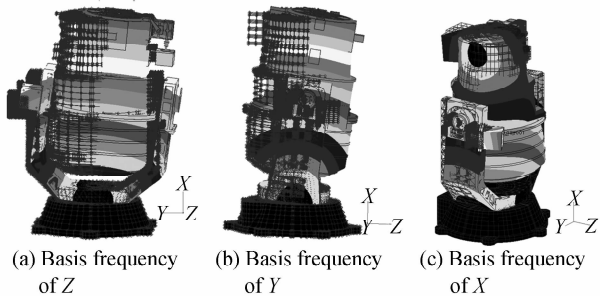 X
Y Z
X
Y Z
X
Y Z
(a) Basis frequency
of Z
(b) Basis frequency
of Y
(c) Basis frequency
of X